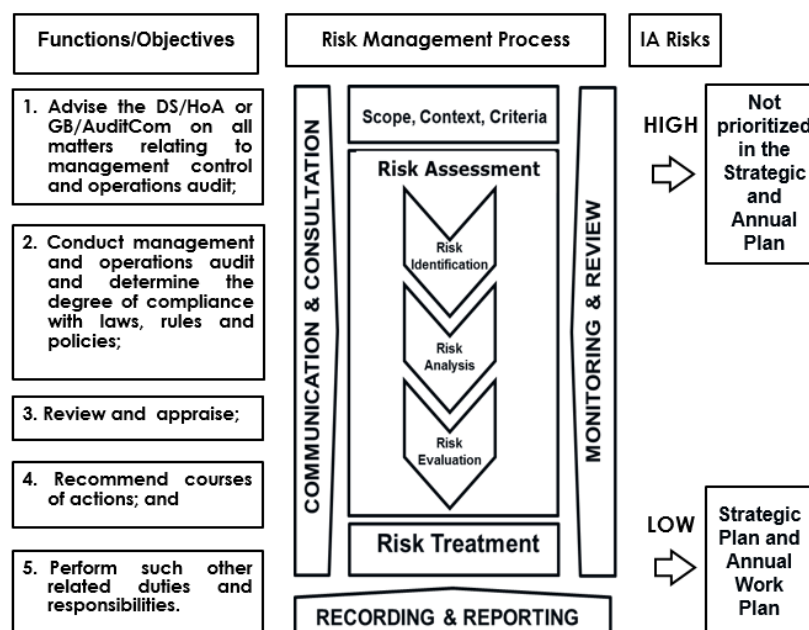 Functions/Objectives
Risk Management Process
IA Risks
1. Advise the DS/HoA or
GB/AuditCom on all
matters relating to
management control
and operations audit;
2. Conduct management
and operations audit
and determine the
degree of compliance
with laws, rules and
policies;
3. Review and appraise;
4. Recommend courses
of actions; and
5. Perform such other
related duties and
responsibilities.
COMMUNICATION & CONSULTATION
Scope, Context, Criteria
Risk Assessment
Risk
Identification
Risk
Analysis
Risk
Evaluation
Risk Treatment
MONITORING & REVIEW
RECORDING & REPORTING
HIGH
Not
prioritized
in the
Strategic
and
Annual
Plan
LOW
Strategic
Plan and
Annual
Work
Plan